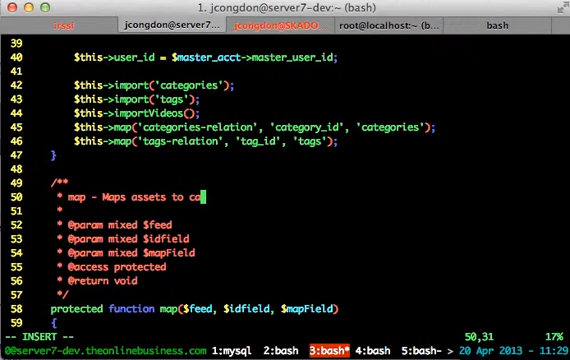 1. jcongdon@server7-dev:~ (bash)
irssi jcongdon@server7... jcongdon@SKADO... root@localhost:~ (b... bash
39
40 $this->user_id = $master_acct->master_user_id;
41
42 $this->import('categories');
43 $this->import('tags');
44 $this->importVideos();
45 $this->map('categories-relation', 'category_id', 'categories');
46 $this->map('tags-relation', 'tag_id', 'tags');
47 }
48
49 /**
50 * map - Maps assets to ca
51 *
52 * @param mixed $feed
53 * @param mixed $idfield
54 * @param mixed $mapField
55 * @access protected
56 * @return void
57 */
58 protected function map($feed, $idfield, $mapField)
59 {
-- INSERT -- 50,31 17%
0@server7-dev.theonlinebusiness.com 1:mysql 2:bash 3:bash* 4:bash 5:bash- > 20 Apr 2013 - 11:29